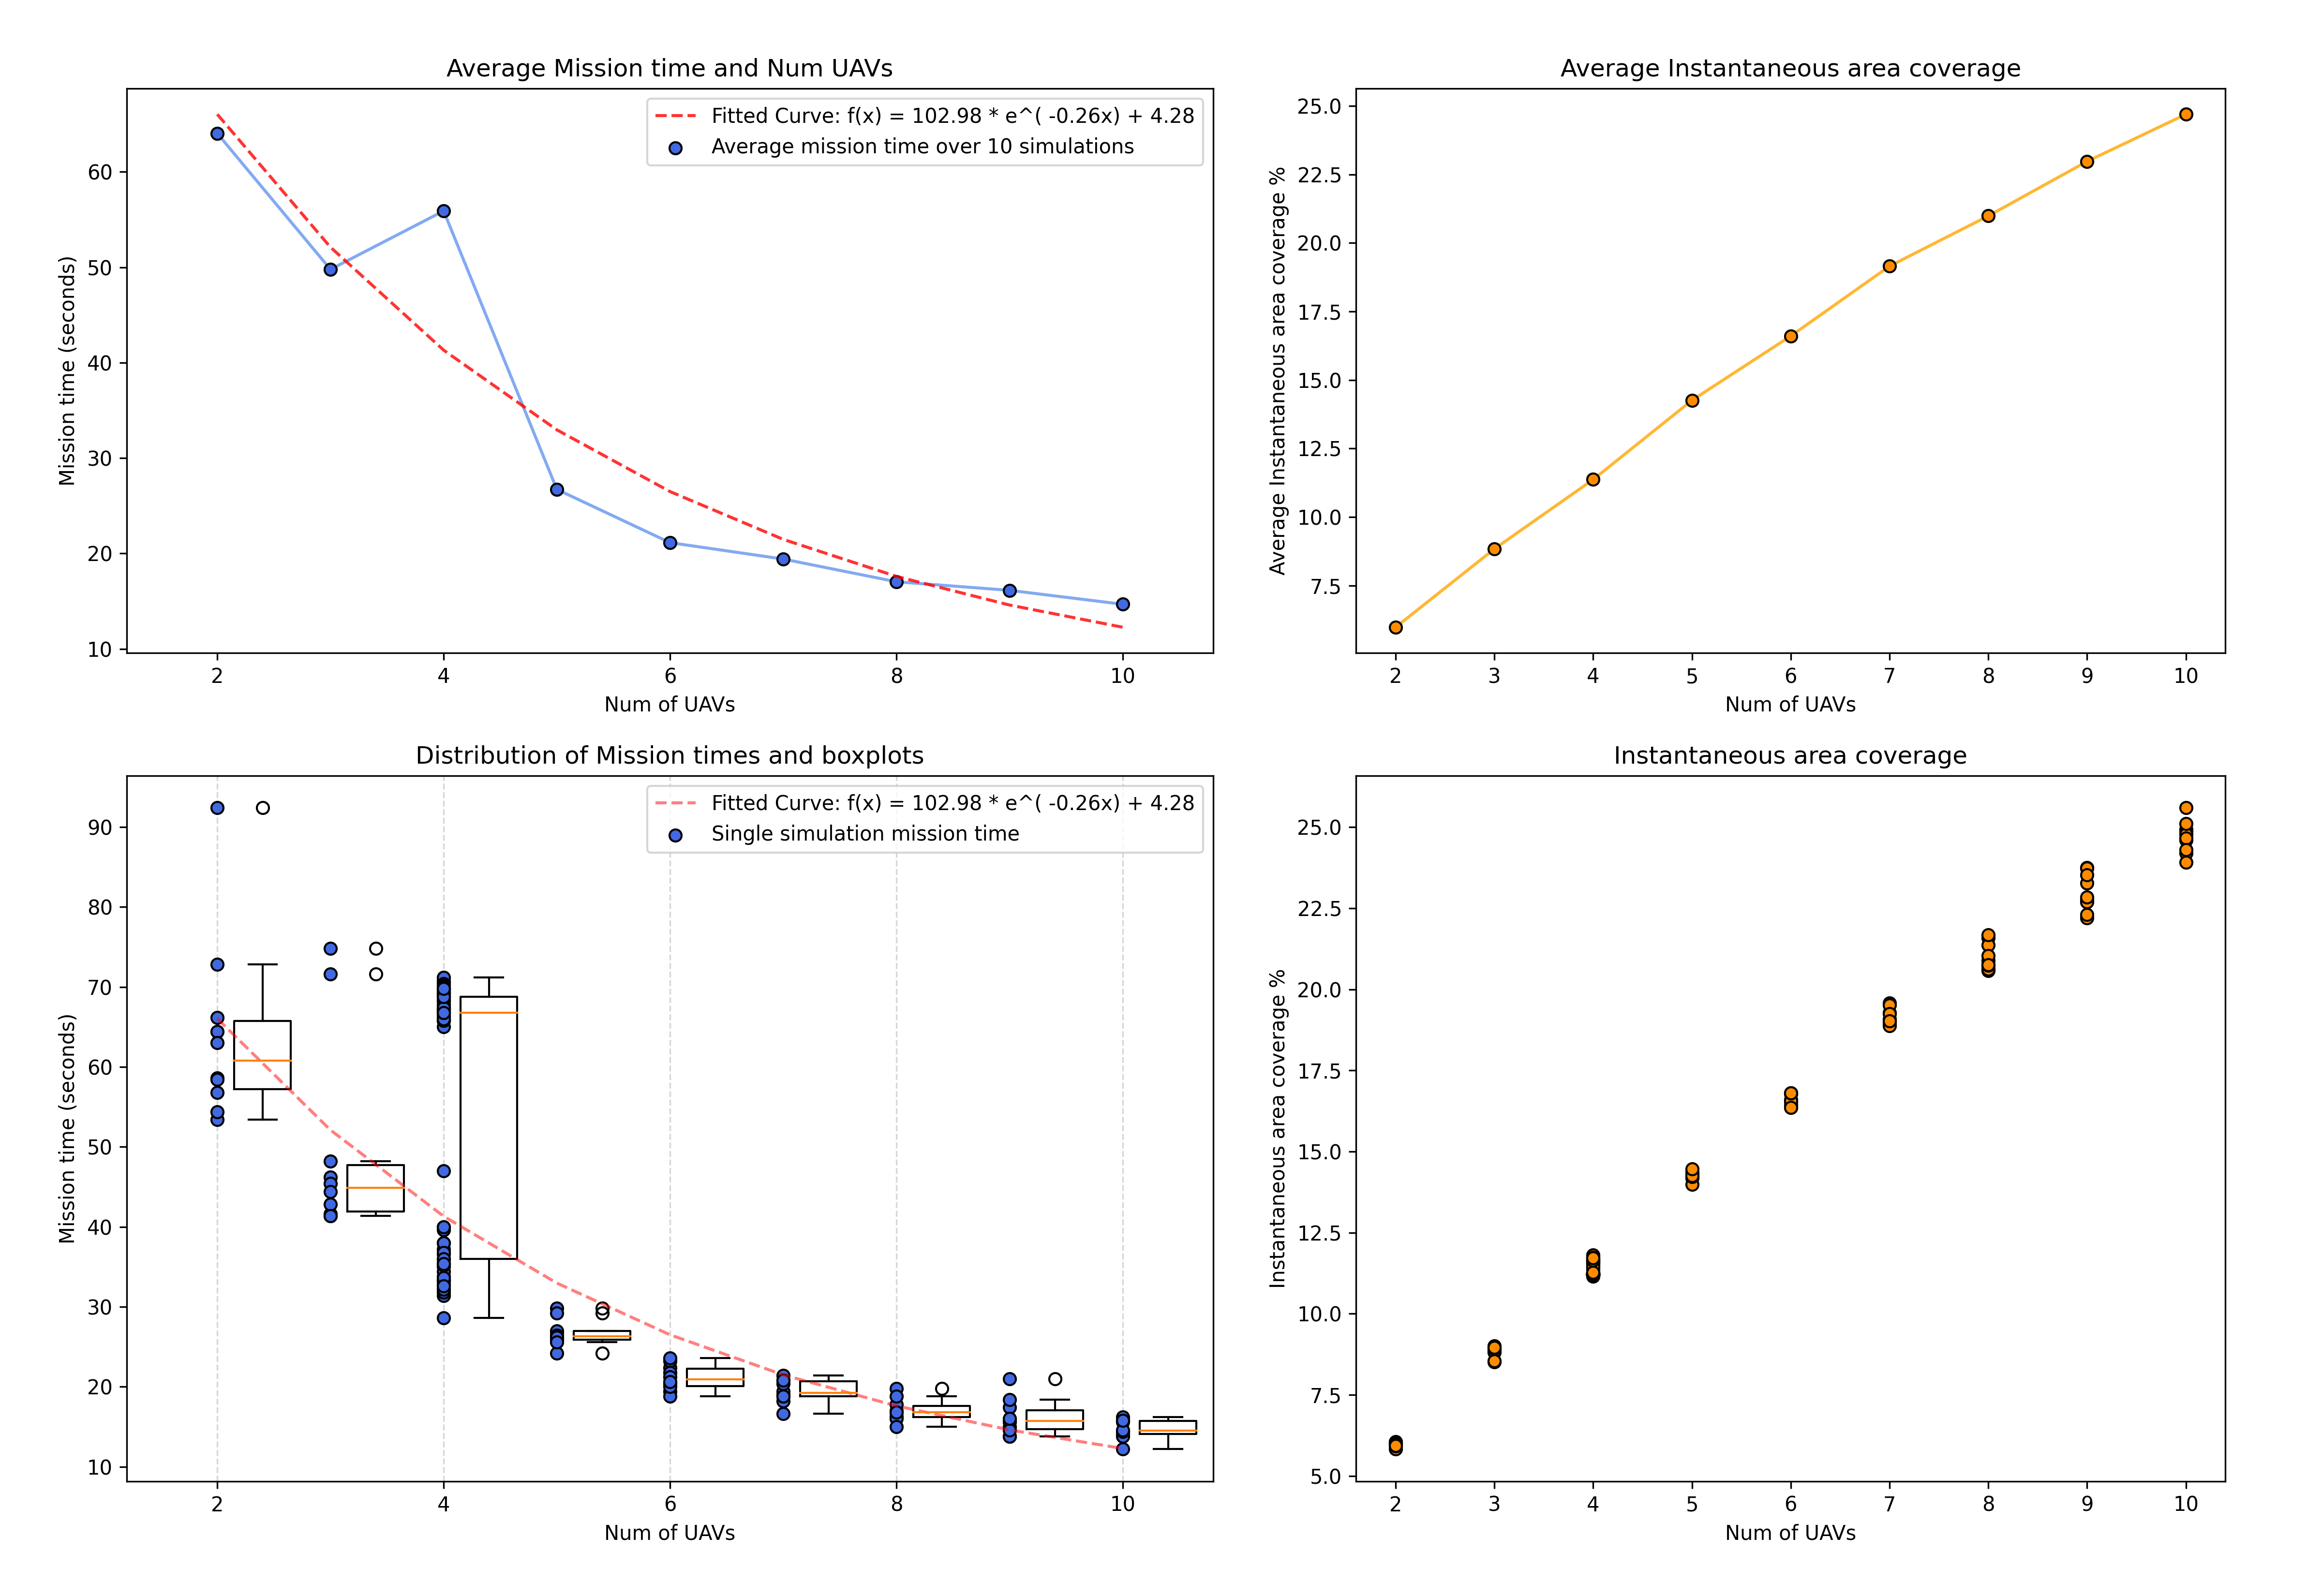 Average Mission time and Num UAVs
Fitted Curve: f(x) = 102.98 * e^( -0.26x) + 4.28
Average mission time over 10 simulations
Mission time (seconds)
60
50
40
30
20
10
2 4 6 8 10
Num of UAVs
Average Instantaneous area coverage
Average Instantaneous area coverage %
25.0
22.5
20.0
17.5
15.0
12.5
10.0
7.5
2 3 4 5 6 7 8 9 10
Num of UAVs
Distribution of Mission times and boxplots
Fitted Curve: f(x) = 102.98 * e^( -0.26x) + 4.28
Single simulation mission time
Mission time (seconds)
90
80
70
60
50
40
30
20
10
2 4 6 8 10
Num of UAVs
Instantaneous area coverage
Instantaneous area coverage %
25.0
22.5
20.0
17.5
15.0
12.5
10.0
7.5
5.0
2 3 4 5 6 7 8 9 10
Num of UAVs